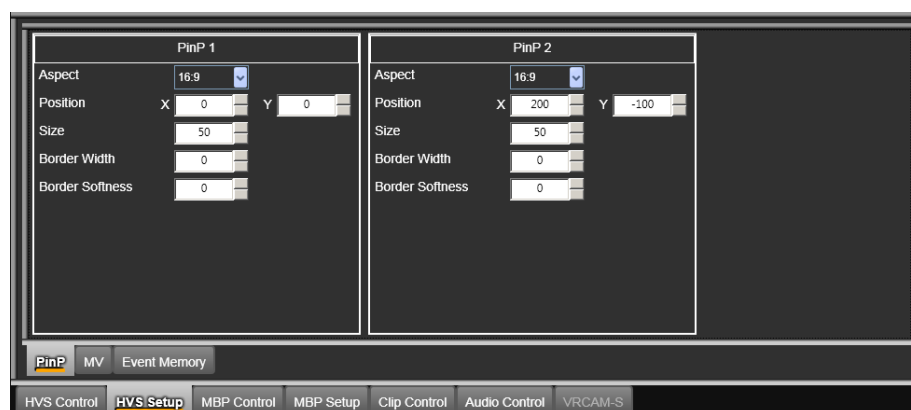 PinP 1
Aspect 16:9
Position X 0 Y 0
Size 50
Border Width 0
Border Softness 0
PinP 2
Aspect 16:9
Position X 200 Y -100
Size 50
Border Width 0
Border Softness 0
PinP MV Event Memory
HVS Control HVS Setup MBP Control MBP Setup Clip Control Audio Control VRCAM-S